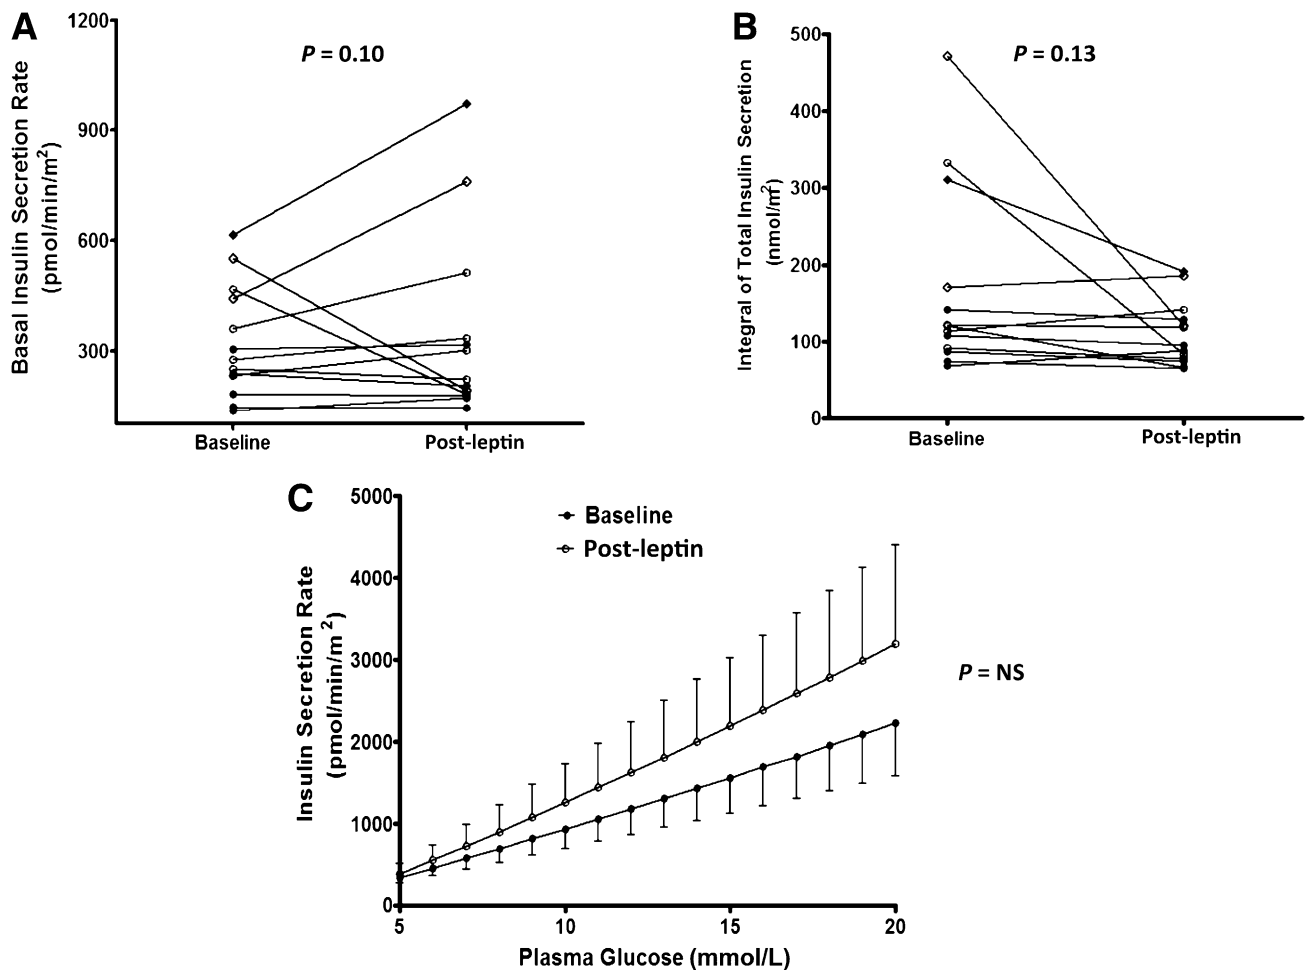 A
P = 0.10
Basal Insulin Secretion Rate
(pmol/min/m2)
1200
900
600
300
Baseline
Post-leptin
B
P = 0.13
Integral of Total Insulin Secretion
(nmol/m2)
500
400
300
200
100
0
Baseline
Post-leptin
C
Baseline
Post-leptin
Insulin Secretion Rate
(pmol/min/m 2)
5000
4000
3000
2000
1000
0
P = NS
5
10
15
20
Plasma Glucose (mmol/L)